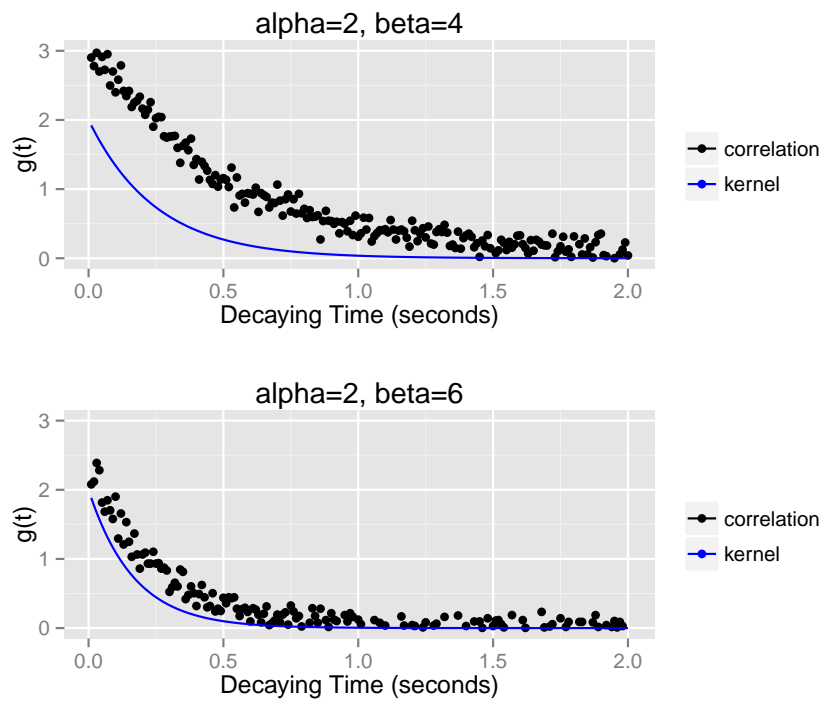 alpha=2, beta=4
3
2
1
0
g(t)
0.0 0.5 1.0 1.5 2.0
Decaying Time (seconds)
correlation
kernel
alpha=2, beta=6
3
2
1
0
g(t)
0.0 0.5 1.0 1.5 2.0
Decaying Time (seconds)
correlation
kernel